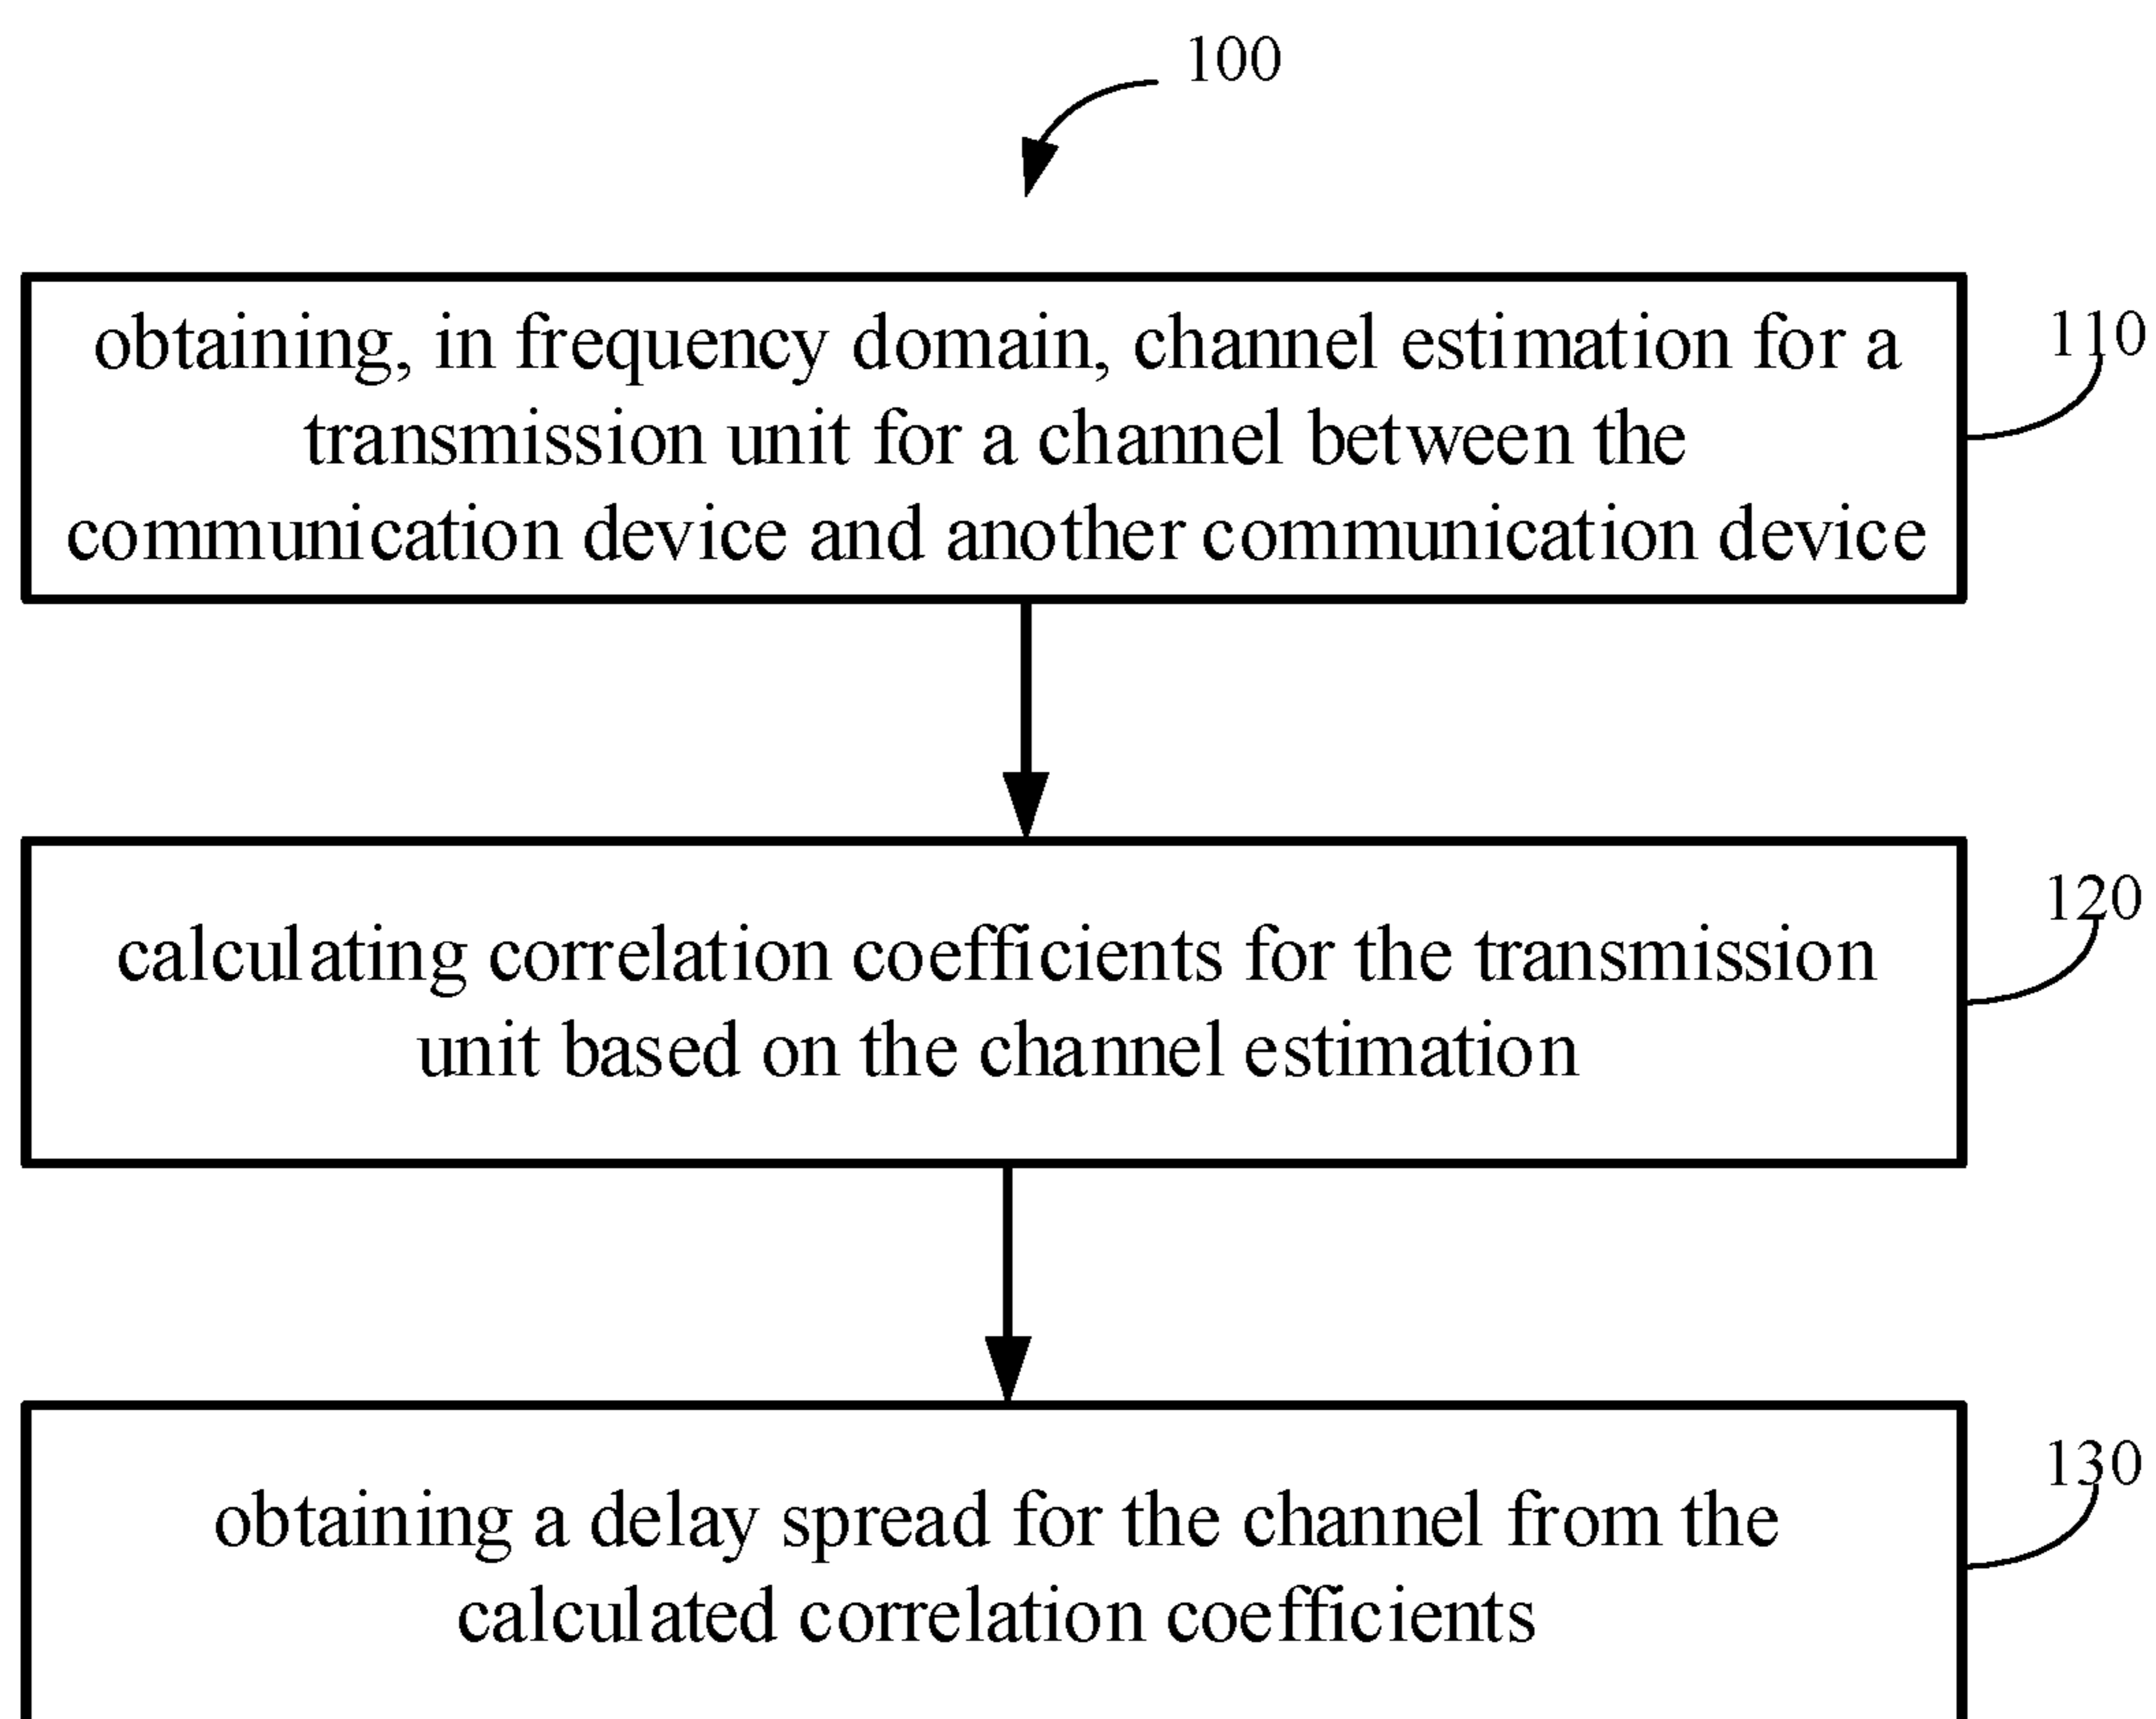 100
obtaining, in frequency domain, channel estimation for a
transmission unit for a channel between the
communication device and another communication device
110
calculating correlation coefficients for the transmission
unit based on the channel estimation
120
obtaining a delay spread for the channel from the
calculated correlation coefficients
130